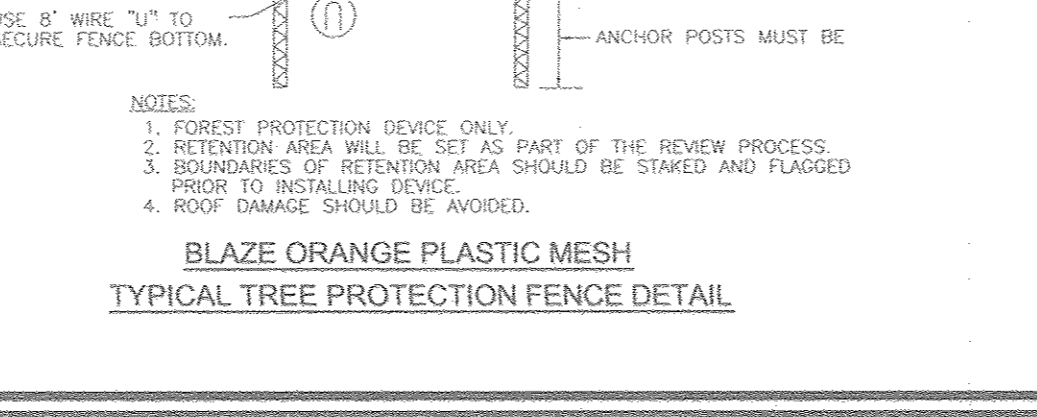 USE 8' WIRE "U" TO
SECURE FENCE BOTTOM.
ANCHOR POSTS MUST BE
NOTES:
1. FOREST PROTECTION DEVICE ONLY.
2. RETENTION AREA WILL BE SET AS PART OF THE REVIEW PROCESS.
3. BOUNDARIES OF RETENTION AREA SHOULD BE STAKED AND FLAGGED
PRIOR TO INSTALLING DEVICE.
4. ROOF DAMAGE SHOULD BE AVOIDED.
BLAZE ORANGE PLASTIC MESH
TYPICAL TREE PROTECTION FENCE DETAIL